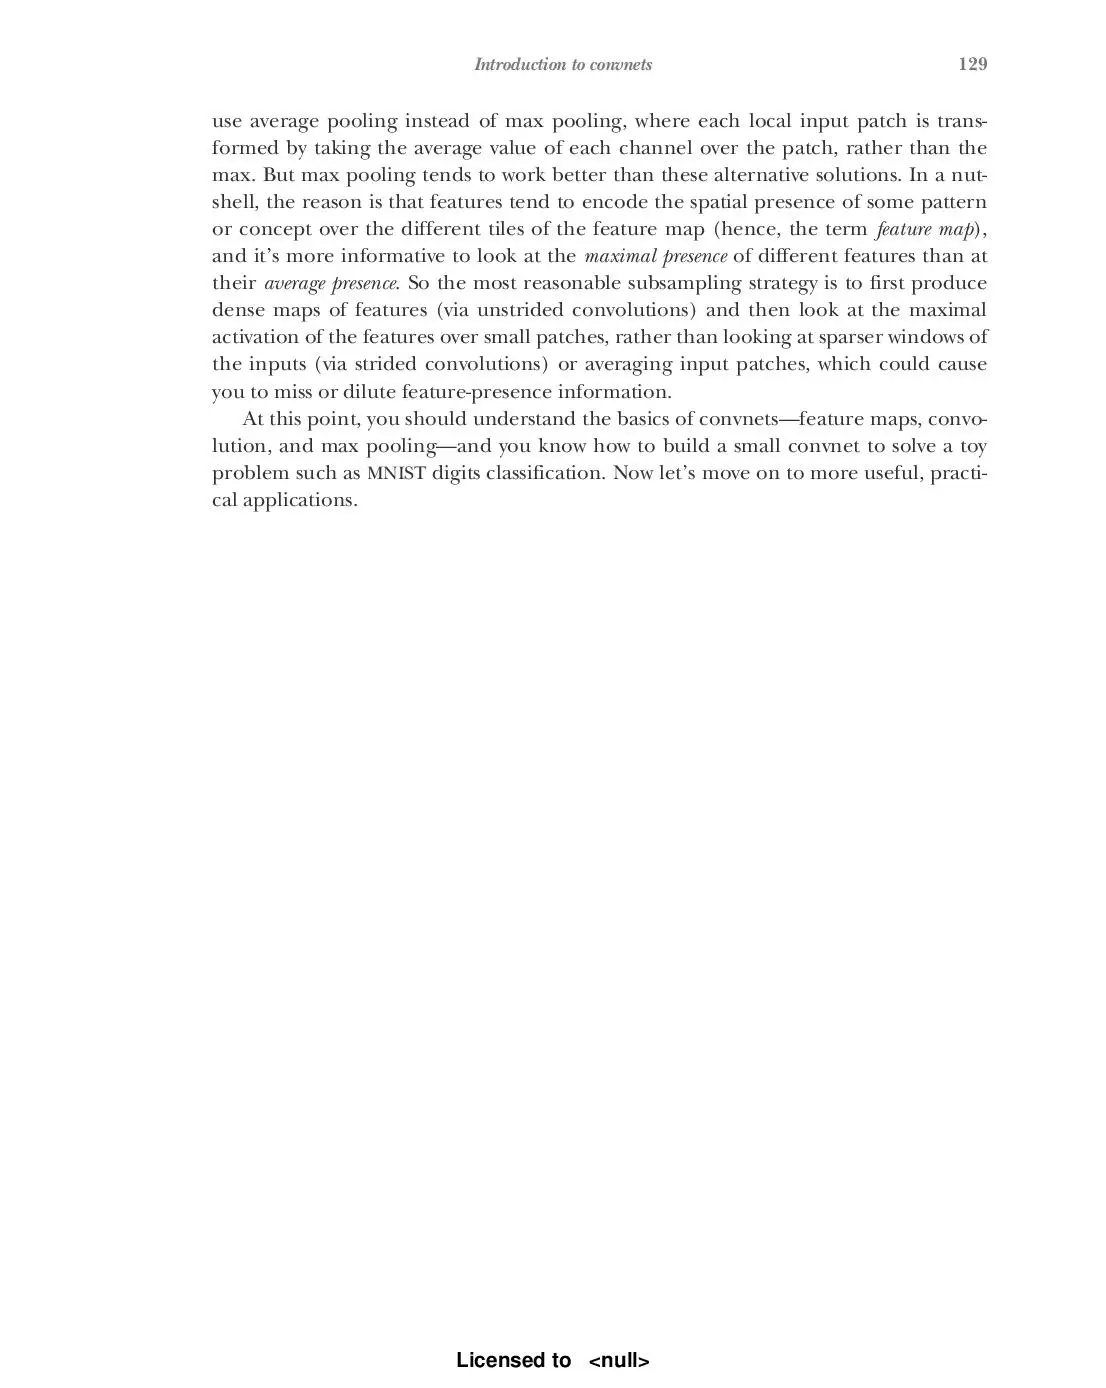 Introduction to convnets 129
use average pooling instead of max pooling, where each local input patch is trans-
formed by taking the average value of each channel over the patch, rather than the
max. But max pooling tends to work better than these alternative solutions. In a nut-
shell, the reason is that features tend to encode the spatial presence of some pattern
or concept over the different tiles of the feature map (hence, the term feature map),
and it's more informative to look at the maximal presence of different features than at
their average presence. So the most reasonable subsampling strategy is to first produce
dense maps of features (via unstrided convolutions) and then look at the maximal
activation of the features over small patches, rather than looking at sparser windows of
the inputs (via strided convolutions) or averaging input patches, which could cause
you to miss or dilute feature-presence information.
At this point, you should understand the basics of convnets—feature maps, convo-
lution, and max pooling—and you know how to build a small convnet to solve a toy
problem such as MNIST digits classification. Now let's move on to more useful, practi-
cal applications.
Licensed to <null>